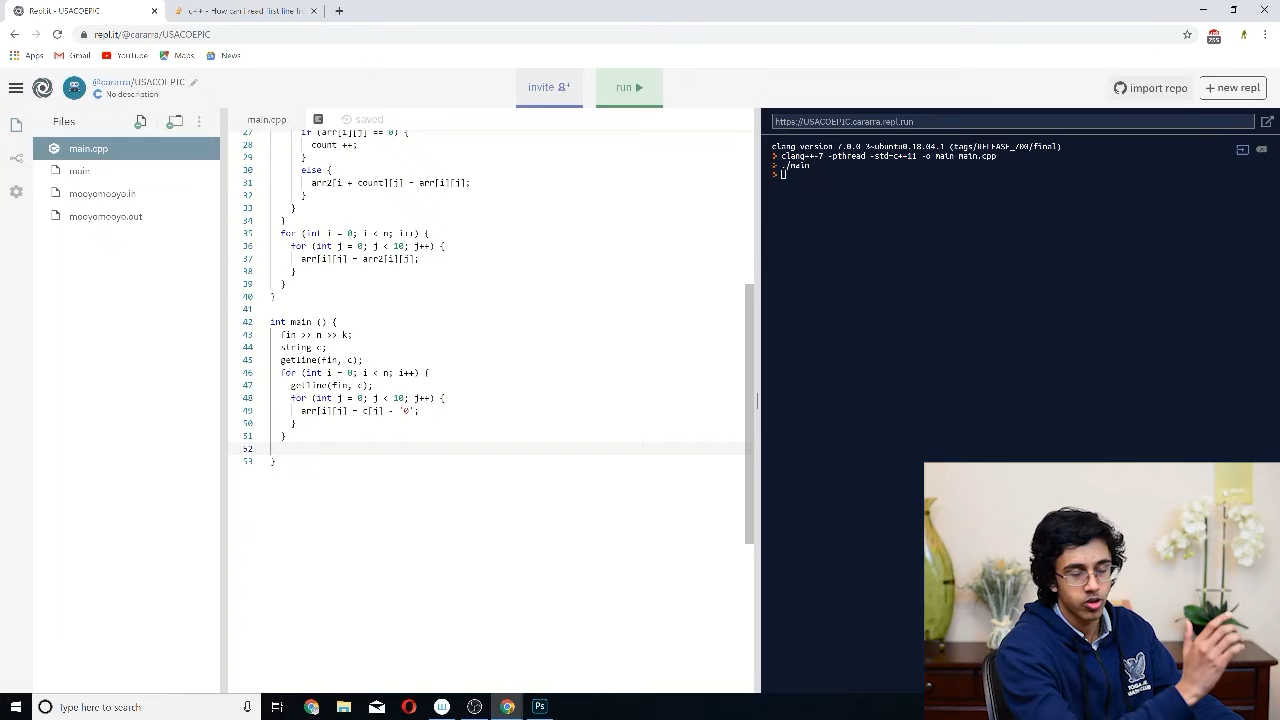 Repl.it - USACOEPIC
c++ - How can i read first line fr
repl.it/@cararra/USACOEPIC
255
Apps
Gmail
YouTube
Maps
News
@cararra/USACOEPIC
No description
invite
run
import repo
+ new repl
Files
main.cpp
main
mooyomooyo.in
mooyomooyo.out
main.cpp
saved
27 if (arr[i][j] == 0) {
28 count ++;
29 }
30 else {
31 arr2[i + count][j] = arr[i][j];
32 }
33 }
34 }
35 for (int i = 0; i < n; i++) {
36 for (int j = 0; j < 10; j++) {
37 arr[i][j] = arr2[i][j];
38 }
39 }
40 }
41
42 int main () {
43 fin >> n >> k;
44 string c;
45 getline(fin, c);
46 for (int i = 0; i < n; i++) {
47 getline(fin, c);
48 for (int j = 0; j < 10; j++) {
49 arr[i][j] = c[j] - '0';
50 }
51 }
52
53 }
https://USACOEPIC.cararra.repl.run
clang version 7.0.0-3~ubuntu0.18.04.1 (tags/RELEASE_700/final)
> clang++-7 -pthread -std=c++11 -o main main.cpp
> ./main
>
Type here to search